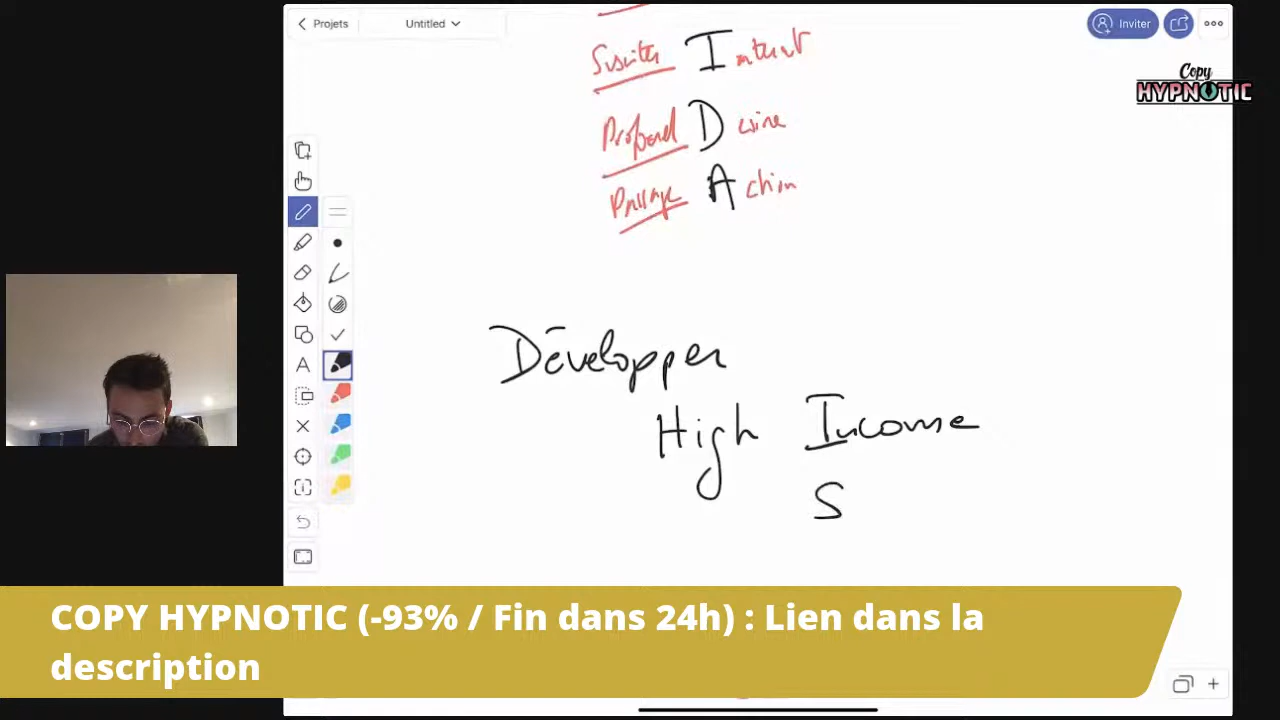 Projets
Untitled
Inviter
Copy
HYPNOTIC
Susciter Intérêt
Profond Désire
Passage Action
Développer
High Income
S
COPY HYPNOTIC (-93% / Fin dans 24h) : Lien dans la
description